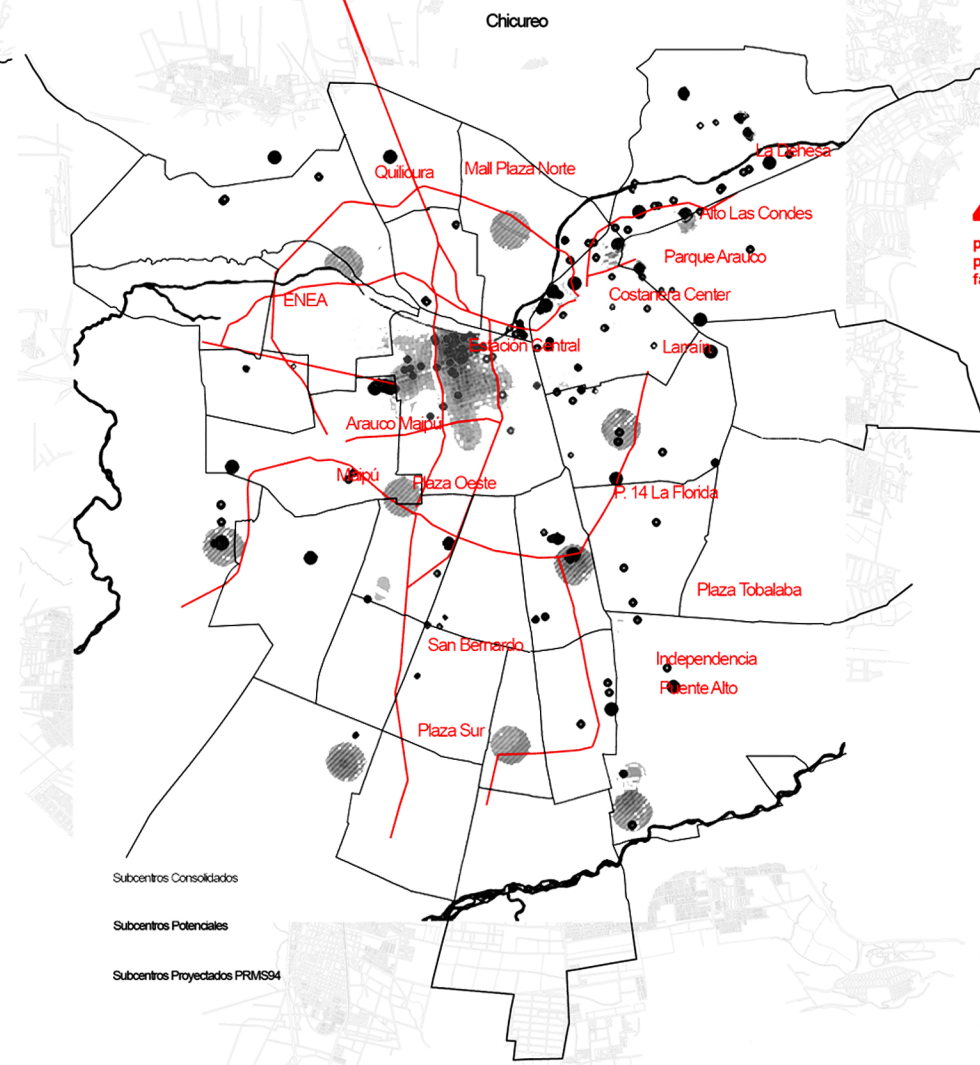 Chicureo
La Dehesa
Quilicura
Mall Plaza Norte
Alto Las Condes
Parque Arauco
ENEA
Costanera Center
Estación Central
Larraín
Arauco Maipú
Maipú
Plaza Oeste
P. 14 La Florida
Plaza Tobalaba
San Bernardo
Independencia
Puente Alto
Plaza Sur
Subcentros Consolidados
Subcentros Potenciales
Subcentros Proyectados PRMS94